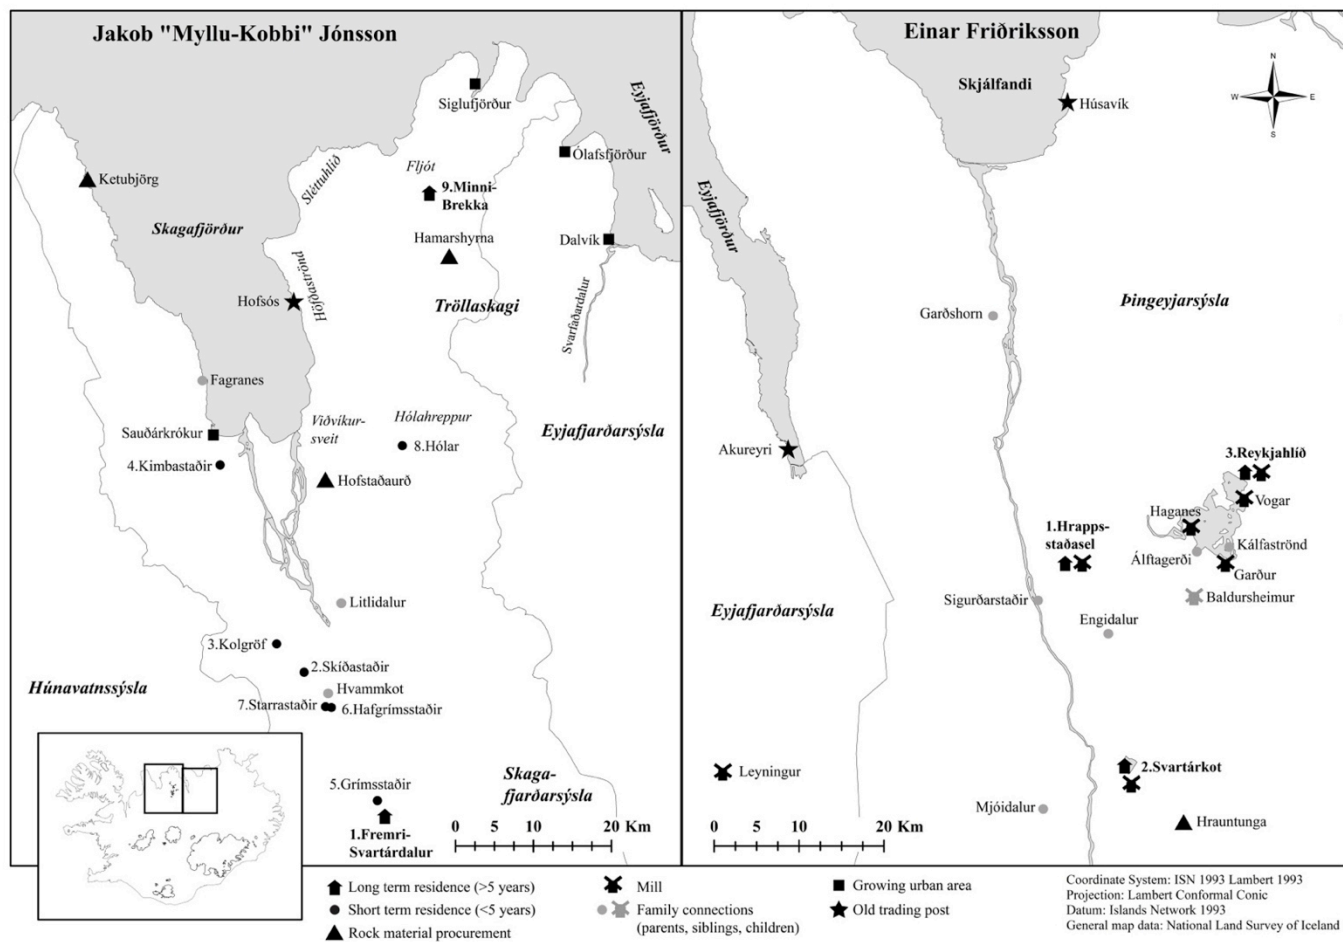 Jakob "Myllu-Kobbi" Jónsson
Siglufjörður
Eyjafjörður
Ólafsfjörður
Sléttuhlíð
Fljót
Ketubjörg
9.Minni-
Brekka
Skagafjörður
Hamarshyrna
Dalvík
Höfðaströnd
Hofsós
Tröllaskagi
Svarfaðardalur
Fagranes
Viðvíkur-
sveit
Hólahreppur
Sauðárkrókur
Eyjafjarðarsýsla
8.Hólar
4.Kimbastaðir
Hofstaðaurð
Litlidalur
3.Kolgröf
2.Skíðastaðir
Húnavatnssýsla
Hvammkot
7.Starrastaðir
6.Hafgrímsstaðir
5.Grímsstaðir
Skaga-
fjarðarsýsla
1.Fremri-
Svartárdalur
0 5 10 20 Km
Einar Friðriksson
Skjálfandi
N
W E
S
Húsavík
Eyjafjörður
Garðshorn
Þingeyjarsýsla
Akureyri
3.Reykjahlíð
Vogar
Haganes
1.Hrapps-
staðasel
Kálfaströnd
Álftagerði
Garður
Baldursheimur
Sigurðarstaðir
Eyjafjarðarsýsla
Engidalur
Leyningur
2.Svartárkot
Mjóidalur
Hrauntunga
0 5 10 20 Km
Long term residence (>5 years)
Short term residence (<5 years)
Rock material procurement
Mill
Family connections
(parents, siblings, children)
Growing urban area
Old trading post
Coordinate System: ISN 1993 Lambert 1993
Projection: Lambert Conformal Conic
Datum: Islands Network 1993
General map data: National Land Survey of Iceland